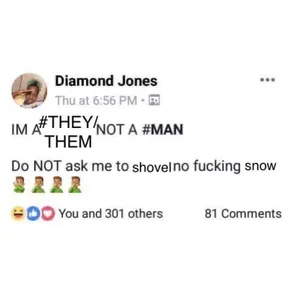 Diamond Jones
Thu at 6:56 PM ·
IM A #THEY/THEM NOT A #MAN
Do NOT ask me to shovel no fucking snow
🤦🏽‍♂️🤦🏽‍♂️🤦🏽‍♂️🤦🏽‍♂️
You and 301 others 81 Comments